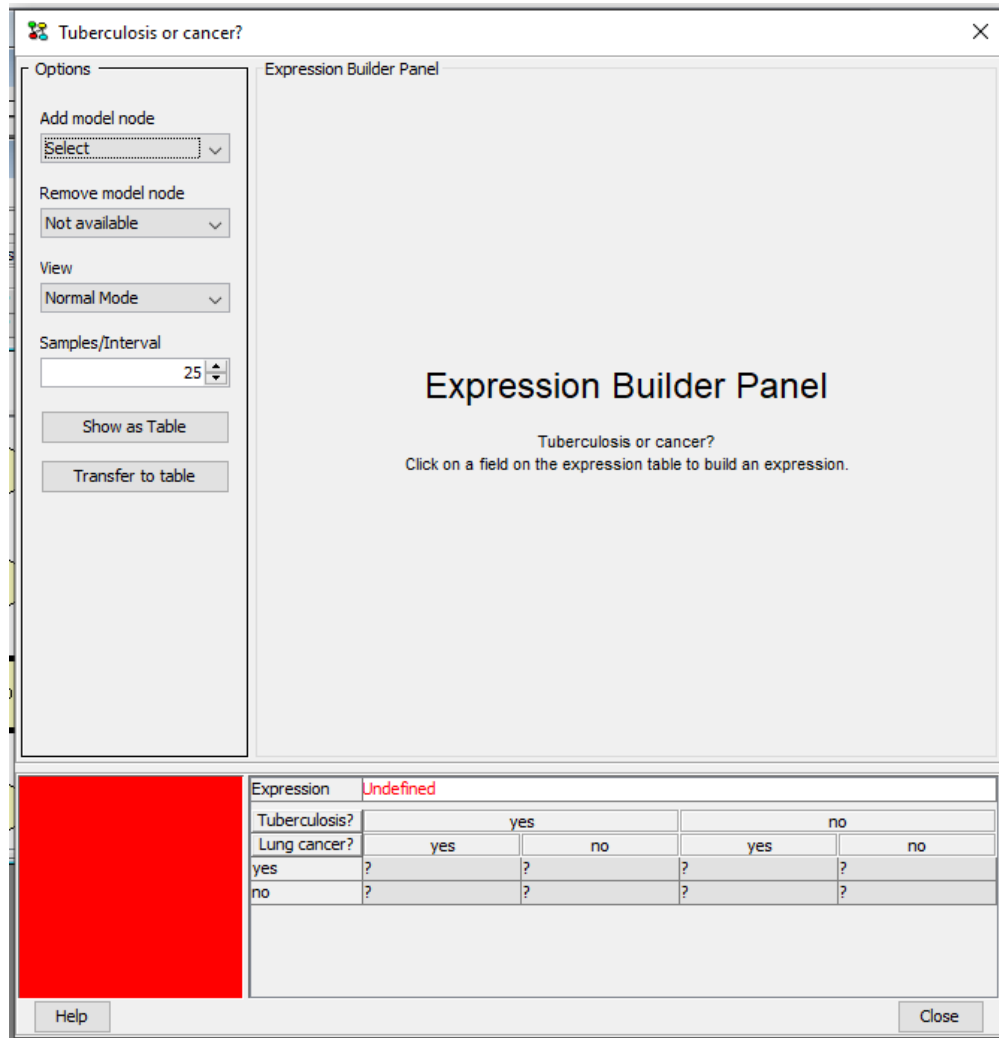 Tuberculosis or cancer?
Options
Expression Builder Panel
Add model node
Select
Remove model node
Not available
View
Normal Mode
Samples/Interval
25
Show as Table
Transfer to table
Expression Builder Panel
Tuberculosis or cancer?
Click on a field on the expression table to build an expression.
Expression Undefined
Tuberculosis? yes no
Lung cancer? yes no yes no
yes ? ? ? ?
no ? ? ? ?
Help Close